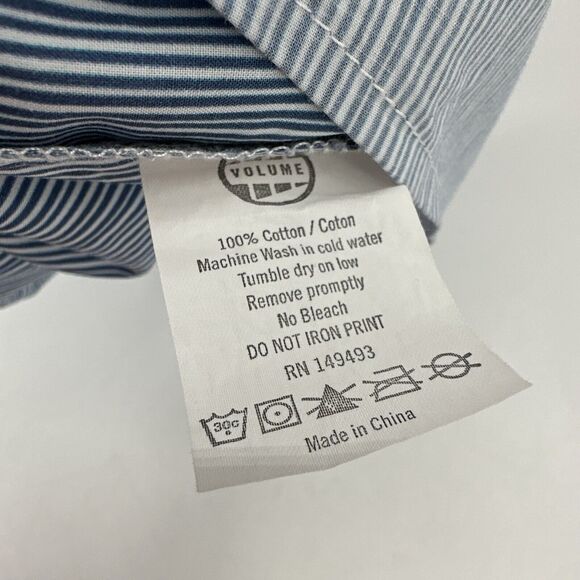 VOLUME
100% Cotton / Coton
Machine Wash in cold water
Tumble dry on low
Remove promptly
No Bleach
DO NOT IRON PRINT
RN 149493
30c
Made in China